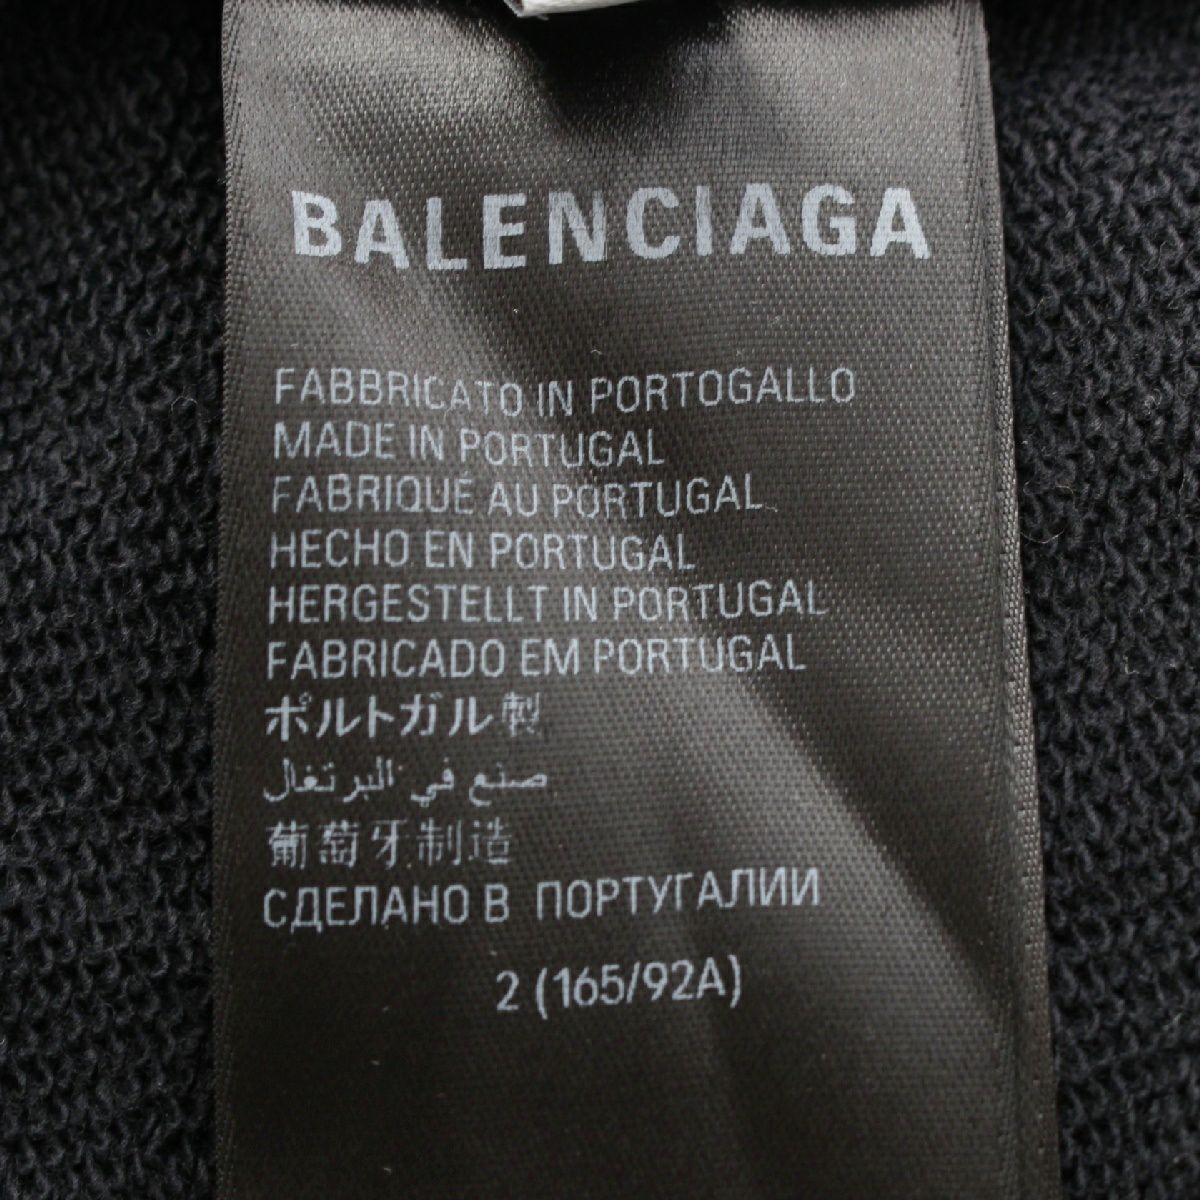 BALENCIAGA
FABBRICATO IN PORTOGALLO
MADE IN PORTUGAL
FABRIQUÉ AU PORTUGAL
HECHO EN PORTUGAL
HERGESTELLT IN PORTUGAL
FABRICADO EM PORTUGAL
ポルトガル製
صنع في البرتغال
葡萄牙制造
СДЕЛАНО В ПОРТУГАЛИИ
2 (165/92A)